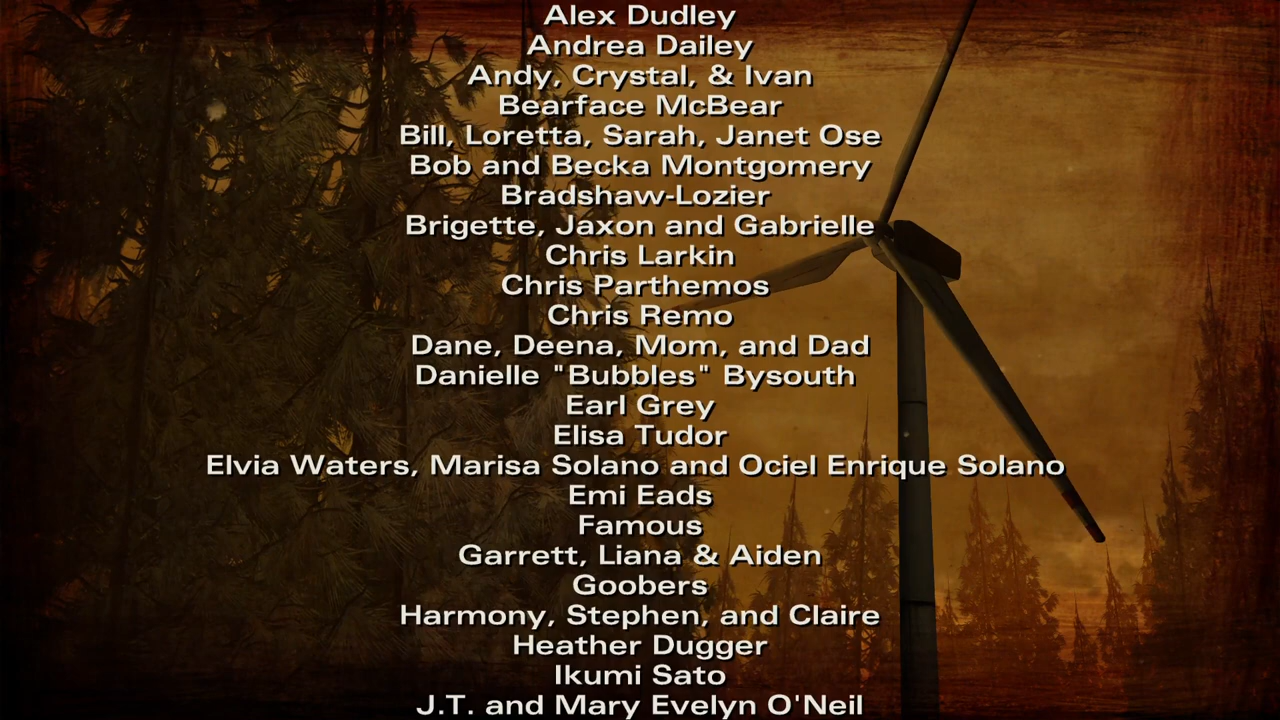 Alex Dudley
Andrea Dailey
Andy, Crystal, & Ivan
Bearface McBear
Bill, Loretta, Sarah, Janet Ose
Bob and Becka Montgomery
Bradshaw-Lozier
Brigette, Jaxon and Gabrielle
Chris Larkin
Chris Parthemos
Chris Remo
Dane, Deena, Mom, and Dad
Danielle "Bubbles" Bysouth
Earl Grey
Elisa Tudor
Elvia Waters, Marisa Solano and Ociel Enrique Solano
Emi Eads
Famous
Garrett, Liana & Aiden
Goobers
Harmony, Stephen, and Claire
Heather Dugger
Ikumi Sato
J.T. and Mary Evelyn O'Neil